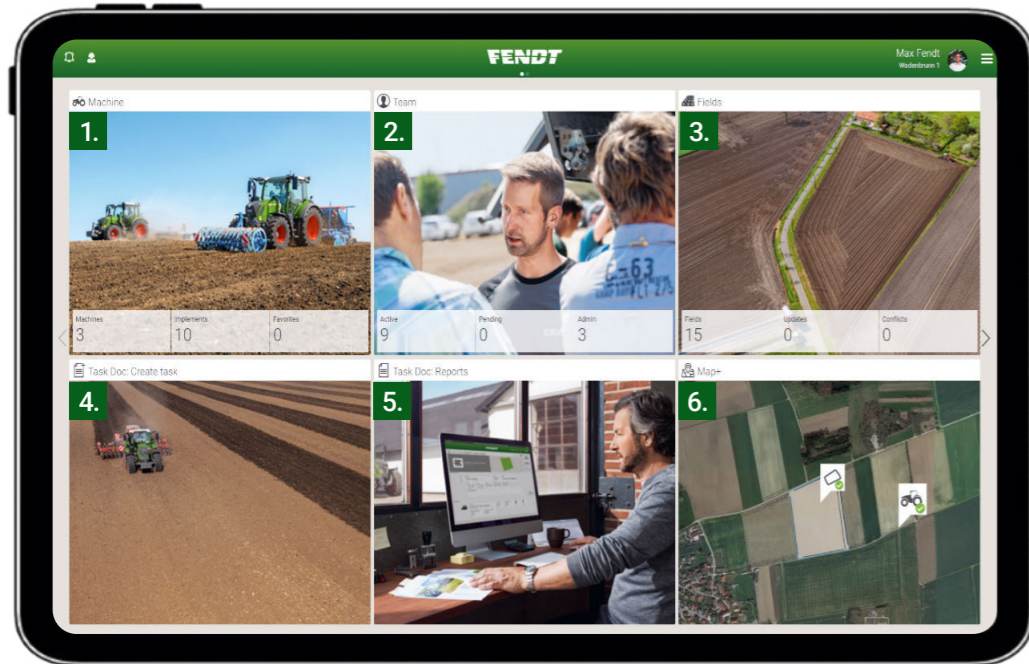 FENDT
Max Fendt
Wadenbrunn 1
Machine
1.
Machines
3
Implements
10
Favorites
0
Team
2.
C-63
Active
9
Pending
0
Admin
3
Fields
3.
Fields
15
Updates
0
Conflicts
0
Task Doc: Create task
4.
Task Doc: Reports
5.
Map+
6.